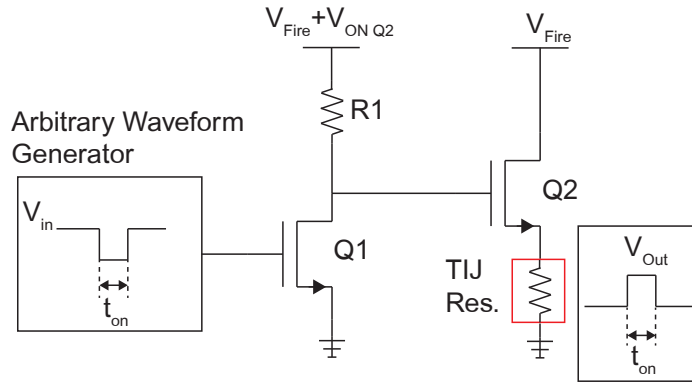 V_Fire+V_ON Q2
V_Fire
R1
Arbitrary Waveform
Generator
V_in
t_on
Q1
Q2
TIJ
Res.
V_Out
t_on